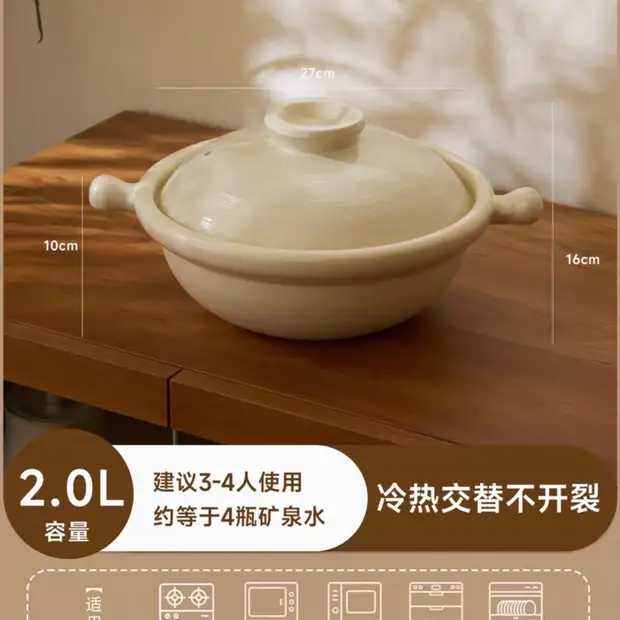 27cm
10cm
16cm
2.0L
容量
建议3-4人使用
约等于4瓶矿泉水
冷热交替不开裂
【适